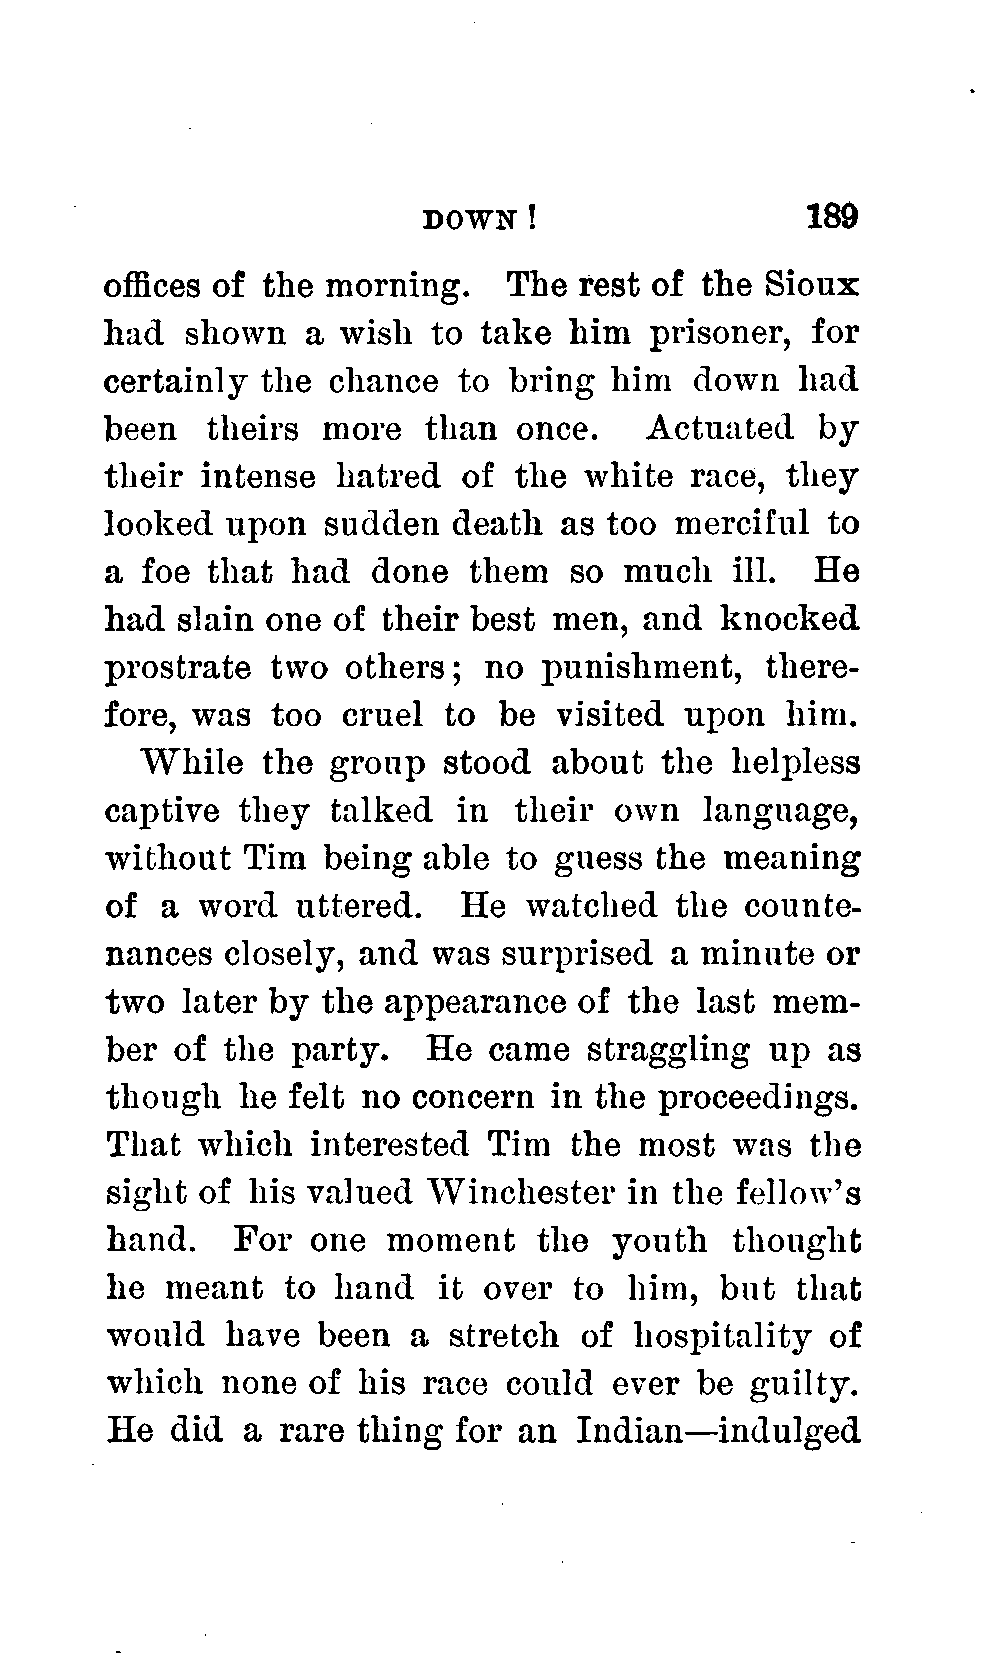 DOWN! 189
offices of the morning. The rest of the Sioux
had shown a wish to take him prisoner, for
certainly the chance to bring him down had
been theirs more than once. Actuated by
their intense hatred of the white race, they
looked upon sudden death as too merciful to
a foe that had done them so much ill. He
had slain one of their best men, and knocked
prostrate two others; no punishment, there-
fore, was too cruel to be visited upon him.
While the group stood about the helpless
captive they talked in their own language,
without Tim being able to guess the meaning
of a word uttered. He watched the counte-
nances closely, and was surprised a minute or
two later by the appearance of the last mem-
ber of the party. He came straggling up as
though he felt no concern in the proceedings.
That which interested Tim the most was the
sight of his valued Winchester in the fellow's
hand. For one moment the youth thought
he meant to hand it over to him, but that
would have been a stretch of hospitality of
which none of his race could ever be guilty.
He did a rare thing for an Indian—indulged